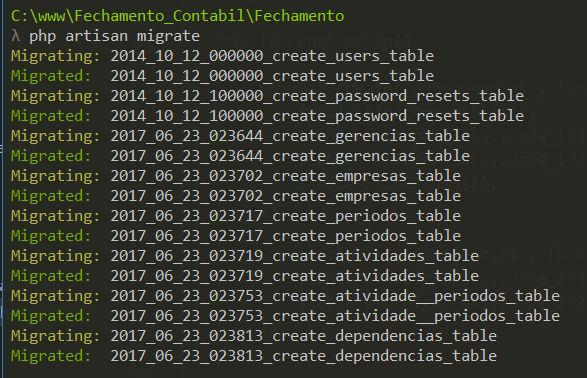 C:\www\Fechamento_Contabil\Fechamento
λ php artisan migrate
Migrating: 2014_10_12_000000_create_users_table
Migrated:  2014_10_12_000000_create_users_table
Migrating: 2014_10_12_100000_create_password_resets_table
Migrated:  2014_10_12_100000_create_password_resets_table
Migrating: 2017_06_23_023644_create_gerencias_table
Migrated:  2017_06_23_023644_create_gerencias_table
Migrating: 2017_06_23_023702_create_empresas_table
Migrated:  2017_06_23_023702_create_empresas_table
Migrating: 2017_06_23_023717_create_periodos_table
Migrated:  2017_06_23_023717_create_periodos_table
Migrating: 2017_06_23_023719_create_atividades_table
Migrated:  2017_06_23_023719_create_atividades_table
Migrating: 2017_06_23_023753_create_atividade__periodos_table
Migrated:  2017_06_23_023753_create_atividade__periodos_table
Migrating: 2017_06_23_023813_create_dependencias_table
Migrated:  2017_06_23_023813_create_dependencias_table